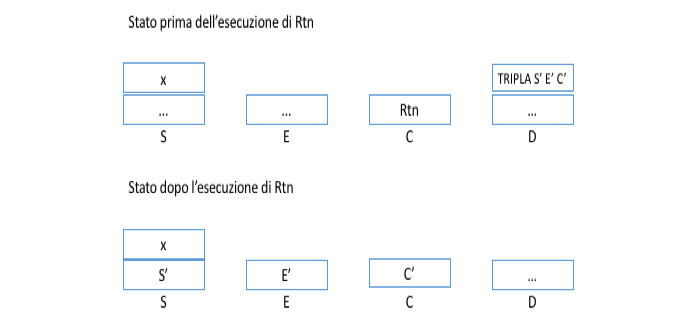 Stato prima dell’esecuzione di Rtn
x TRIPLA S’ E’ C’
... ... Rtn ...
S E C D
Stato dopo l’esecuzione di Rtn
x
S’ E’ C’ ...
S E C D